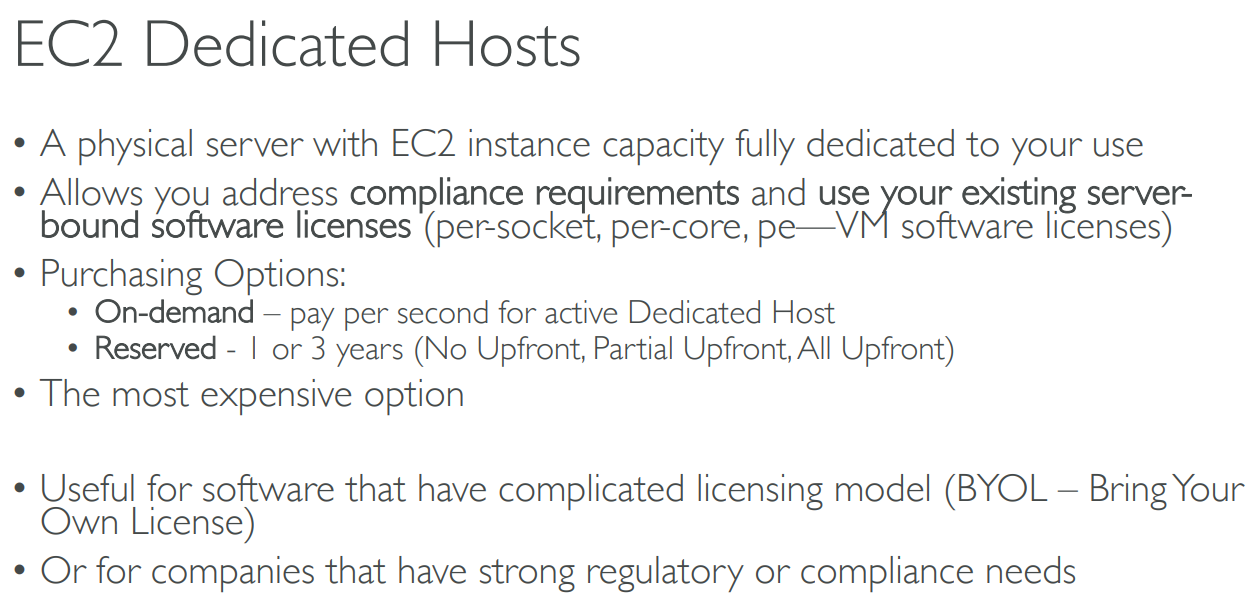 EC2 Dedicated Hosts
• A physical server with EC2 instance capacity fully dedicated to your use
• Allows you address compliance requirements and use your existing server-
bound software licenses (per-socket, per-core, pe—VM software licenses)
• Purchasing Options:
• On-demand – pay per second for active Dedicated Host
• Reserved - 1 or 3 years (No Upfront, Partial Upfront, All Upfront)
• The most expensive option
• Useful for software that have complicated licensing model (BYOL – Bring Your
Own License)
• Or for companies that have strong regulatory or compliance needs